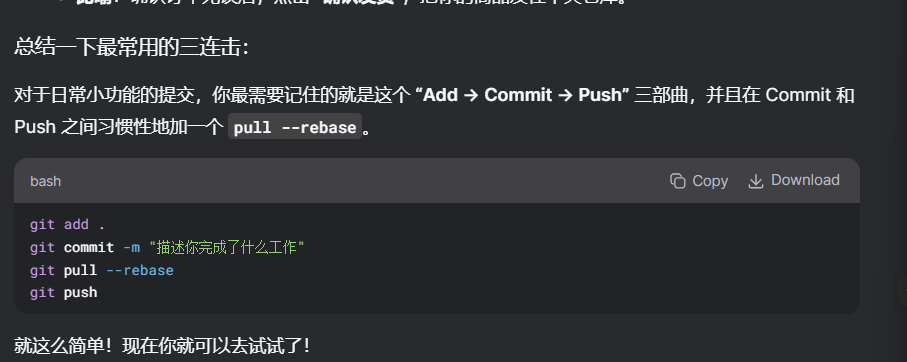 总结一下最常用的三连击：
对于日常小功能的提交，你最需要记住的就是这个 “Add → Commit → Push” 三部曲，并且在 Commit 和
Push 之间习惯性地加一个 pull --rebase。
bash
Copy
Download
git add .
git commit -m "描述你完成了什么工作"
git pull --rebase
git push
就这么简单！现在你就可以去试试了！